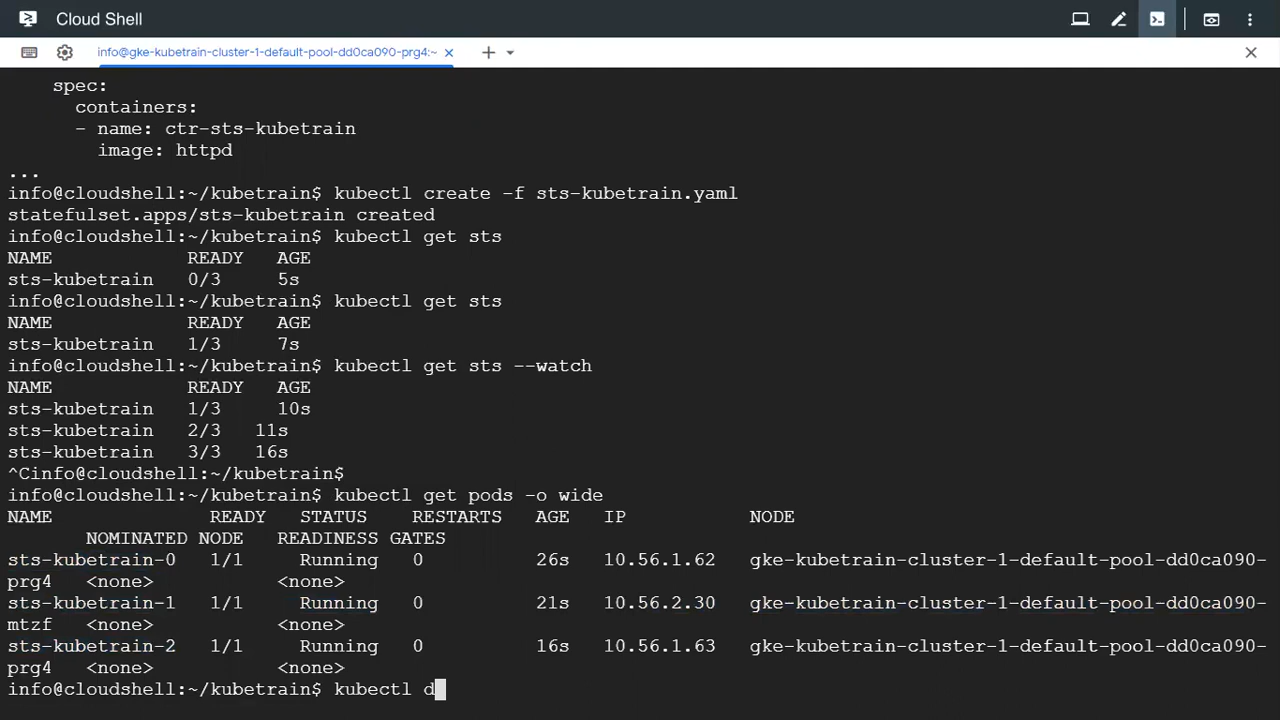 Cloud Shell
info@gke-kubetrain-cluster-1-default-pool-dd0ca090-prg4:~
spec:
containers:
- name: ctr-sts-kubetrain
image: httpd
...
info@cloudshell:~/kubetrain$ kubectl create -f sts-kubetrain.yaml
statefulset.apps/sts-kubetrain created
info@cloudshell:~/kubetrain$ kubectl get sts
NAME READY AGE
sts-kubetrain 0/3 5s
info@cloudshell:~/kubetrain$ kubectl get sts
NAME READY AGE
sts-kubetrain 1/3 7s
info@cloudshell:~/kubetrain$ kubectl get sts --watch
NAME READY AGE
sts-kubetrain 1/3 10s
sts-kubetrain 2/3 11s
sts-kubetrain 3/3 16s
^Cinfo@cloudshell:~/kubetrain$
info@cloudshell:~/kubetrain$ kubectl get pods -o wide
NAME READY STATUS RESTARTS AGE IP NODE
NOMINATED NODE READINESS GATES
sts-kubetrain-0 1/1 Running 0 26s 10.56.1.62 gke-kubetrain-cluster-1-default-pool-dd0ca090-
prg4 <none> <none>
sts-kubetrain-1 1/1 Running 0 21s 10.56.2.30 gke-kubetrain-cluster-1-default-pool-dd0ca090-
mtzf <none> <none>
sts-kubetrain-2 1/1 Running 0 16s 10.56.1.63 gke-kubetrain-cluster-1-default-pool-dd0ca090-
prg4 <none> <none>
info@cloudshell:~/kubetrain$ kubectl d